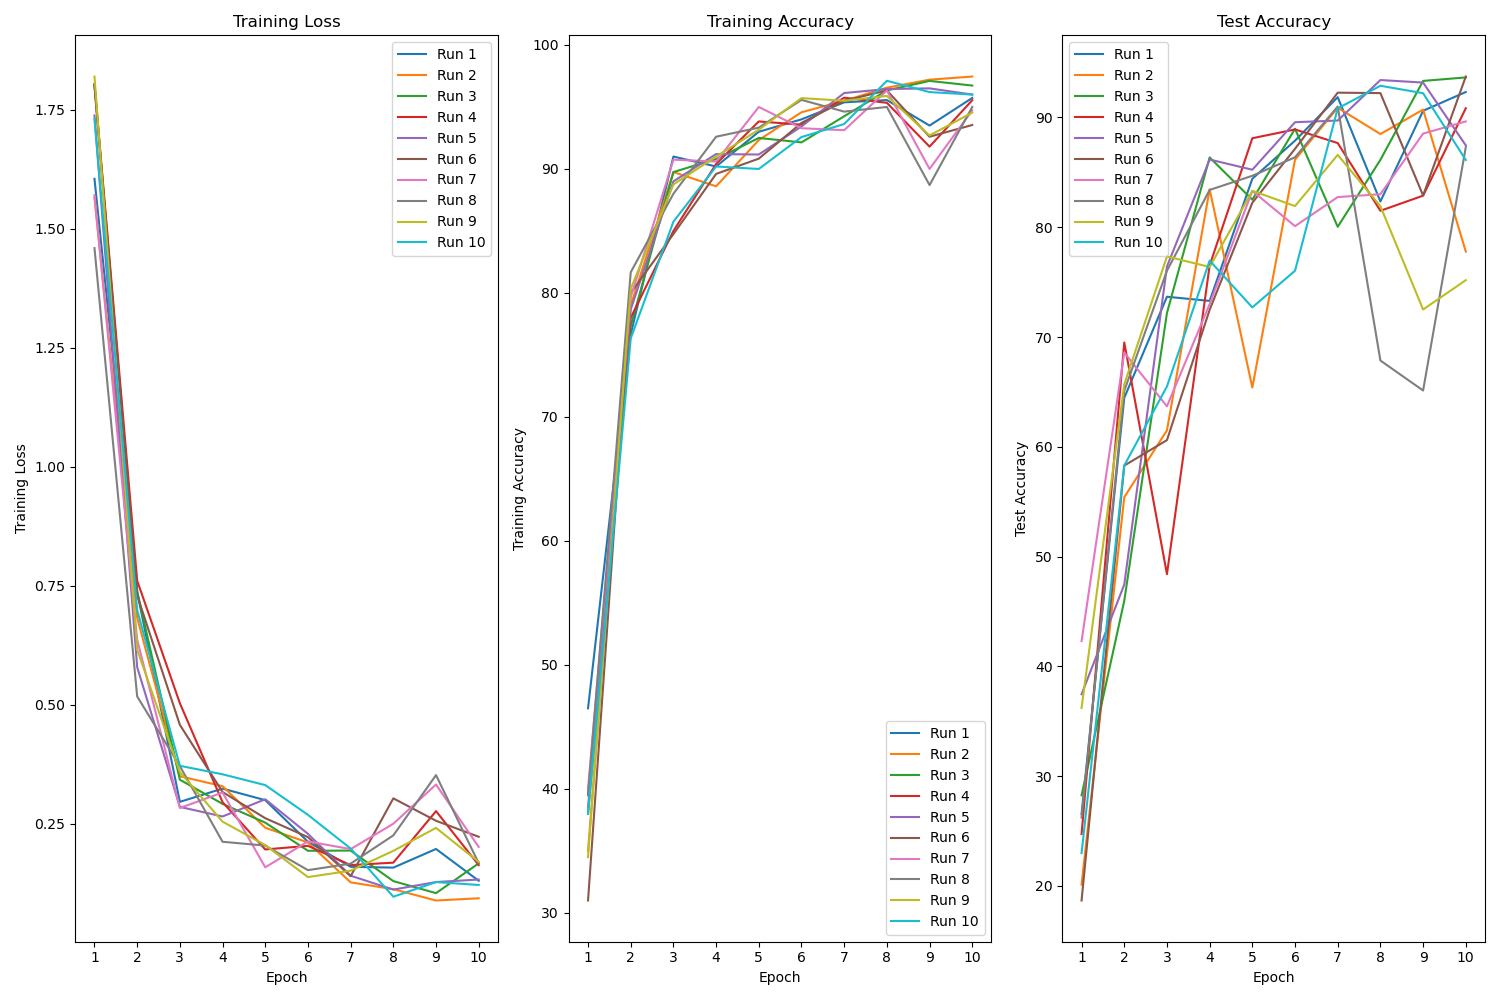 Training Loss
Training Loss
1.75
1.50
1.25
1.00
0.75
0.50
0.25
1 2 3 4 5 6 7 8 9 10
Epoch
Run 1
Run 2
Run 3
Run 4
Run 5
Run 6
Run 7
Run 8
Run 9
Run 10
Training Accuracy
Training Accuracy
100
90
80
70
60
50
40
30
1 2 3 4 5 6 7 8 9 10
Epoch
Run 1
Run 2
Run 3
Run 4
Run 5
Run 6
Run 7
Run 8
Run 9
Run 10
Test Accuracy
Test Accuracy
90
80
70
60
50
40
30
20
1 2 3 4 5 6 7 8 9 10
Epoch
Run 1
Run 2
Run 3
Run 4
Run 5
Run 6
Run 7
Run 8
Run 9
Run 10